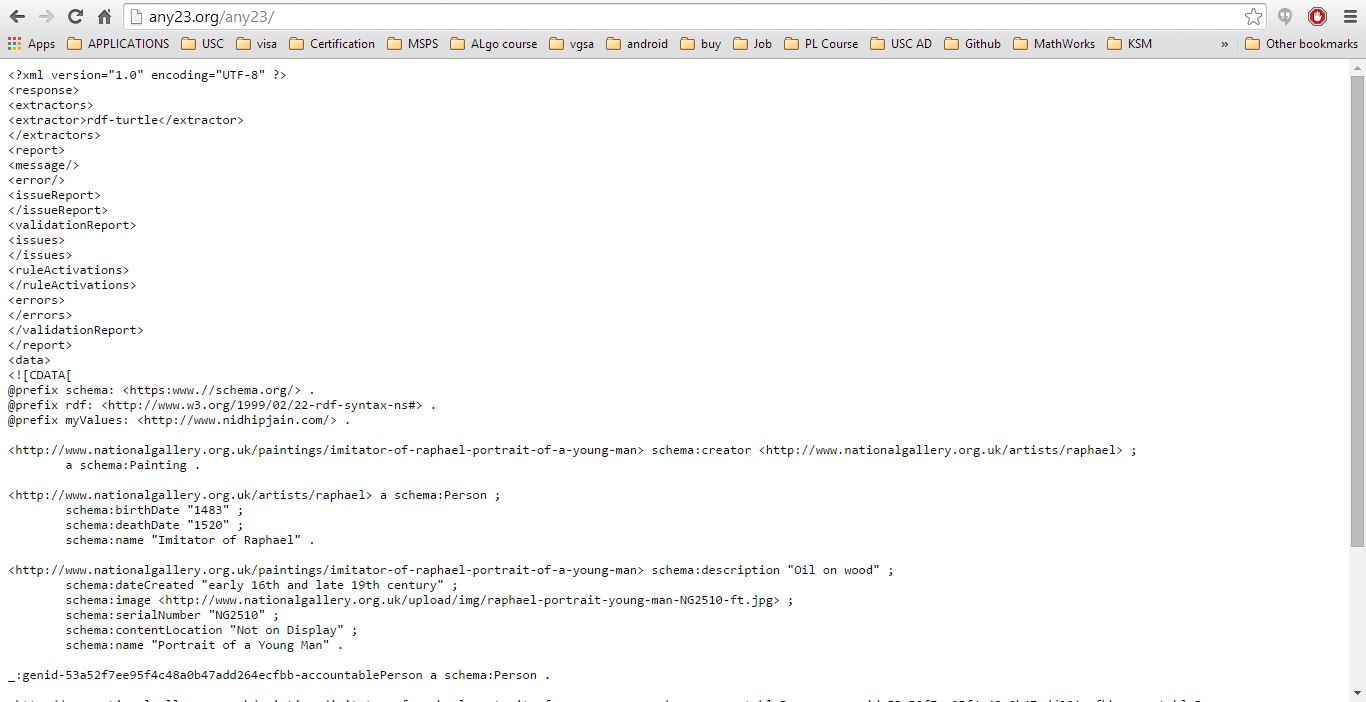 any23.org/any23/
Apps APPLICATIONS USC visa Certification MSPS ALgo course vgsa android buy Job PL Course USC AD Github MathWorks KSM » Other bookmarks
<?xml version="1.0" encoding="UTF-8" ?>
<response>
<extractors>
<extractor>rdf-turtle</extractor>
</extractors>
<report>
<message/>
<error/>
<issueReport>
</issueReport>
<validationReport>
<issues>
</issues>
<ruleActivations>
</ruleActivations>
<errors>
</errors>
</validationReport>
</report>
<data>
<![CDATA[
@prefix schema: <https:www.//schema.org/> .
@prefix rdf: <http://www.w3.org/1999/02/22-rdf-syntax-ns#> .
@prefix myValues: <http://www.nidhipjain.com/> .
<http://www.nationalgallery.org.uk/paintings/imitator-of-raphael-portrait-of-a-young-man> schema:creator <http://www.nationalgallery.org.uk/artists/raphael> ;
a schema:Painting .
<http://www.nationalgallery.org.uk/artists/raphael> a schema:Person ;
schema:birthDate "1483" ;
schema:deathDate "1520" ;
schema:name "Imitator of Raphael" .
<http://www.nationalgallery.org.uk/paintings/imitator-of-raphael-portrait-of-a-young-man> schema:description "Oil on wood" ;
schema:dateCreated "early 16th and late 19th century" ;
schema:image <http://www.nationalgallery.org.uk/upload/img/raphael-portrait-young-man-NG2510-ft.jpg> ;
schema:serialNumber "NG2510" ;
schema:contentLocation "Not on Display" ;
schema:name "Portrait of a Young Man" .
_:genid-53a52f7ee95f4c48a0b47add264ecfbb-accountablePerson a schema:Person .